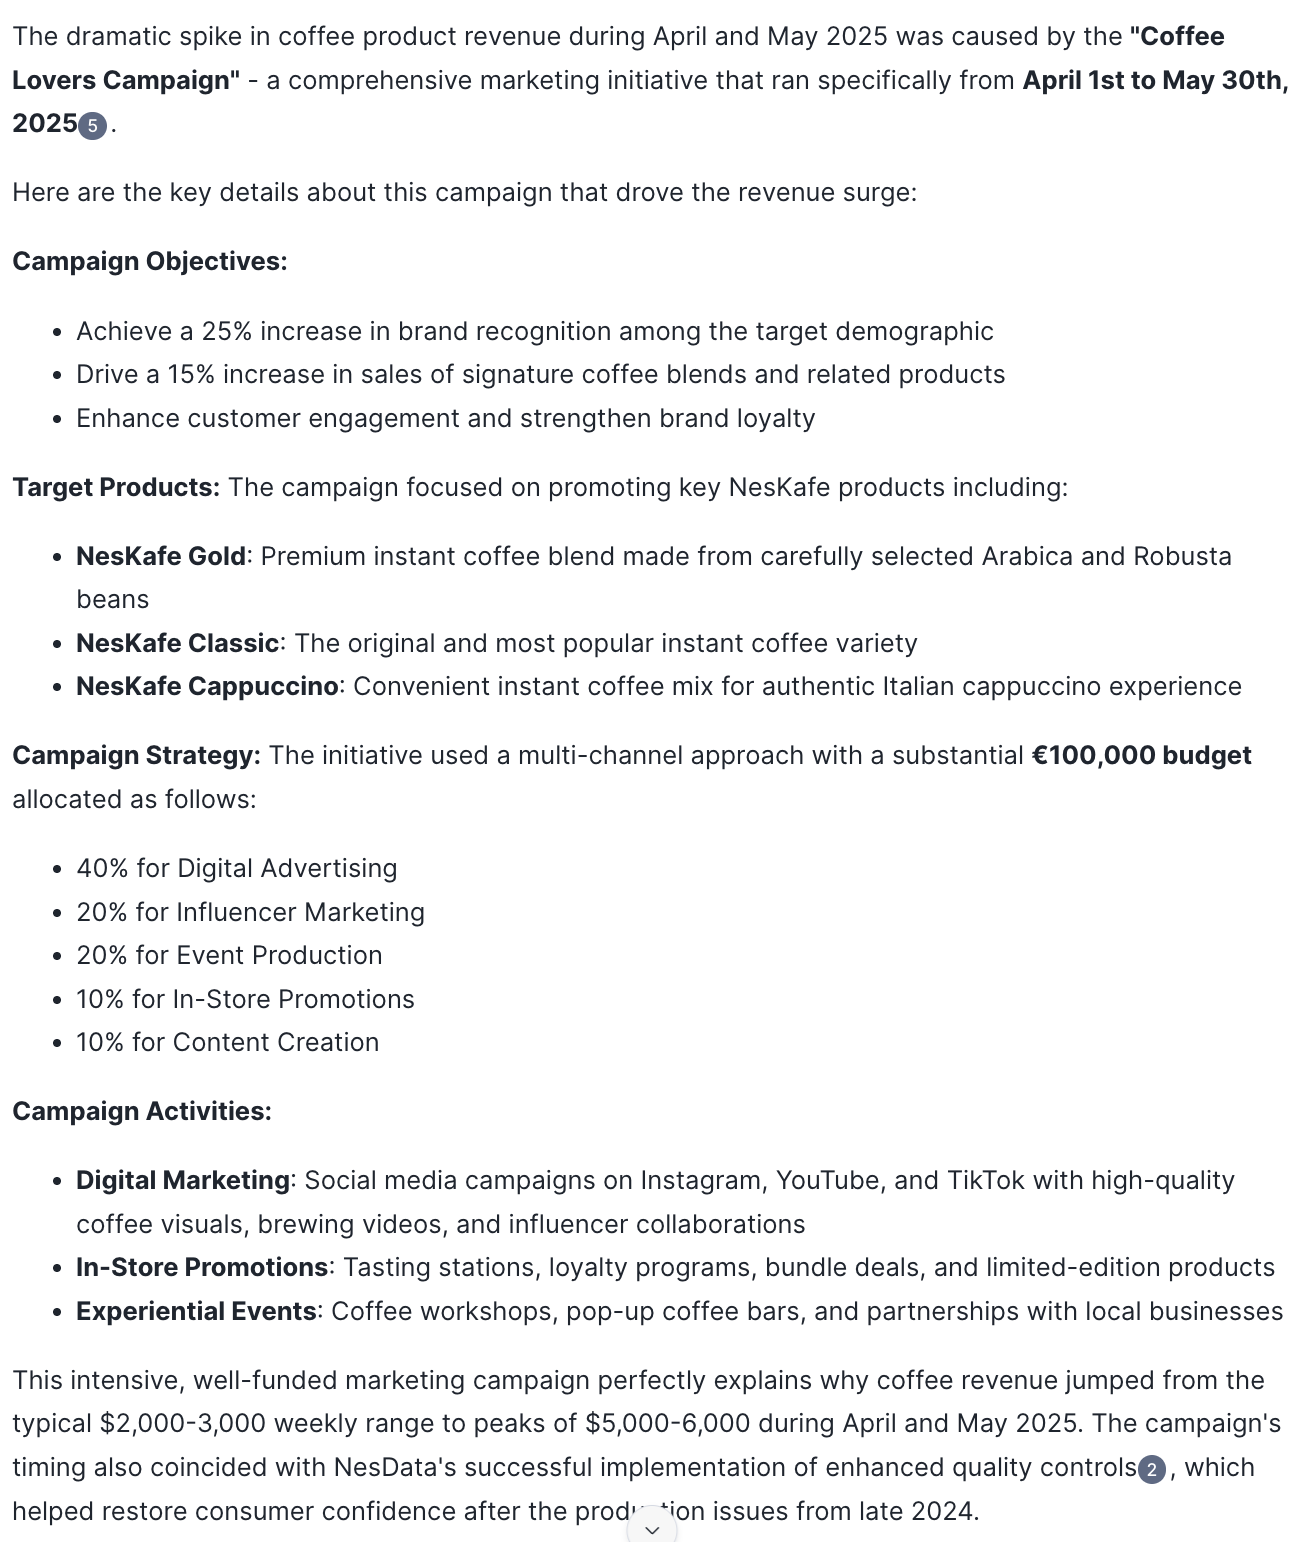 The dramatic spike in coffee product revenue during April and May 2025 was caused by the "Coffee
Lovers Campaign" - a comprehensive marketing initiative that ran specifically from April 1st to May 30th,
2025 5 .
Here are the key details about this campaign that drove the revenue surge:
Campaign Objectives:
• Achieve a 25% increase in brand recognition among the target demographic
• Drive a 15% increase in sales of signature coffee blends and related products
• Enhance customer engagement and strengthen brand loyalty
Target Products: The campaign focused on promoting key NesKafe products including:
• NesKafe Gold: Premium instant coffee blend made from carefully selected Arabica and Robusta
beans
• NesKafe Classic: The original and most popular instant coffee variety
• NesKafe Cappuccino: Convenient instant coffee mix for authentic Italian cappuccino experience
Campaign Strategy: The initiative used a multi-channel approach with a substantial €100,000 budget
allocated as follows:
• 40% for Digital Advertising
• 20% for Influencer Marketing
• 20% for Event Production
• 10% for In-Store Promotions
• 10% for Content Creation
Campaign Activities:
• Digital Marketing: Social media campaigns on Instagram, YouTube, and TikTok with high-quality
coffee visuals, brewing videos, and influencer collaborations
• In-Store Promotions: Tasting stations, loyalty programs, bundle deals, and limited-edition products
• Experiential Events: Coffee workshops, pop-up coffee bars, and partnerships with local businesses
This intensive, well-funded marketing campaign perfectly explains why coffee revenue jumped from the
typical $2,000-3,000 weekly range to peaks of $5,000-6,000 during April and May 2025. The campaign's
timing also coincided with NesData's successful implementation of enhanced quality controls 2 , which
helped restore consumer confidence after the production issues from late 2024.